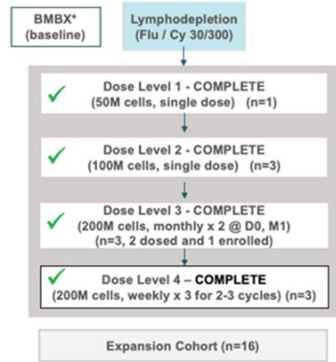 BMBX*
(baseline)
Lymphodepletion
(Flu / Cy 30/300)
Dose Level 1 - COMPLETE
(50M cells, single dose) (n=1)
Dose Level 2 - COMPLETE
(100M cells, single dose) (n=3)
Dose Level 3 - COMPLETE
(200M cells, monthly x 2 @ D0, M1)
(n=3, 2 dosed and 1 enrolled)
Dose Level 4 – COMPLETE
(200M cells, weekly x 3 for 2-3 cycles) (n=3)
Expansion Cohort (n=16)